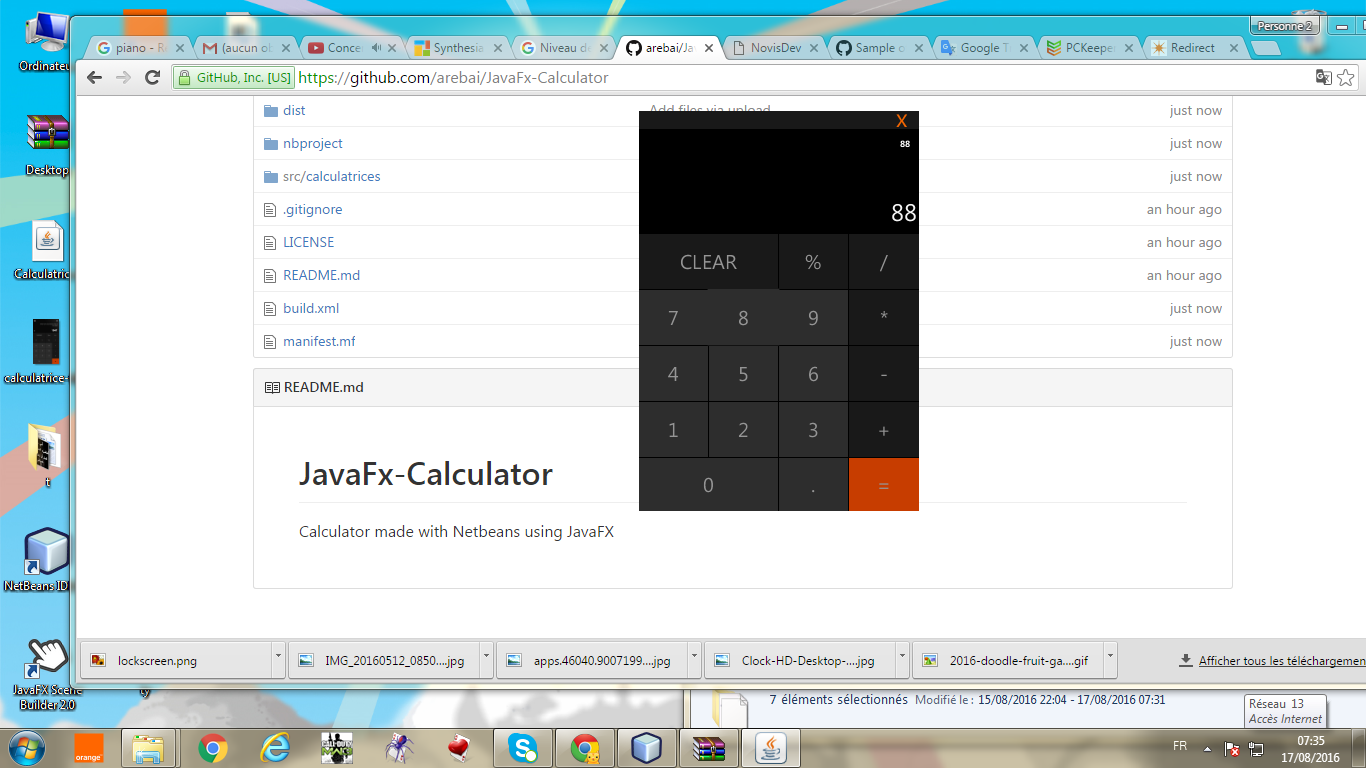 Personne 2
Ordinateur
piano - R
(aucun ob
Conce
Synthesia
Niveau de
arebai/Ja
NovisDev
Sample o
Google T
PCKeepe
Redirect
GitHub, Inc. [US] https://github.com/arebai/JavaFx-Calculator
dist Add files via upload just now
nbproject just now
src/calculatrices just now
.gitignore an hour ago
LICENSE an hour ago
README.md an hour ago
build.xml just now
manifest.mf just now
X
88
88
CLEAR % /
7 8 9 *
4 5 6 -
1 2 3 +
0 . =
README.md
JavaFx-Calculator
Calculator made with Netbeans using JavaFX
Desktop
Calculatric
calculatrice-
t
NetBeans ID
JavaFX Scene
Builder 2.0
ty
lockscreen.png
IMG_20160512_0850....jpg
apps.46040.9007199....jpg
Clock-HD-Desktop-....jpg
2016-doodle-fruit-ga....gif
Afficher tous les téléchargemen
7 éléments sélectionnés Modifié le : 15/08/2016 22:04 - 17/08/2016 07:31
Réseau 13
Accès Internet
orange
FR
07:35
17/08/2016